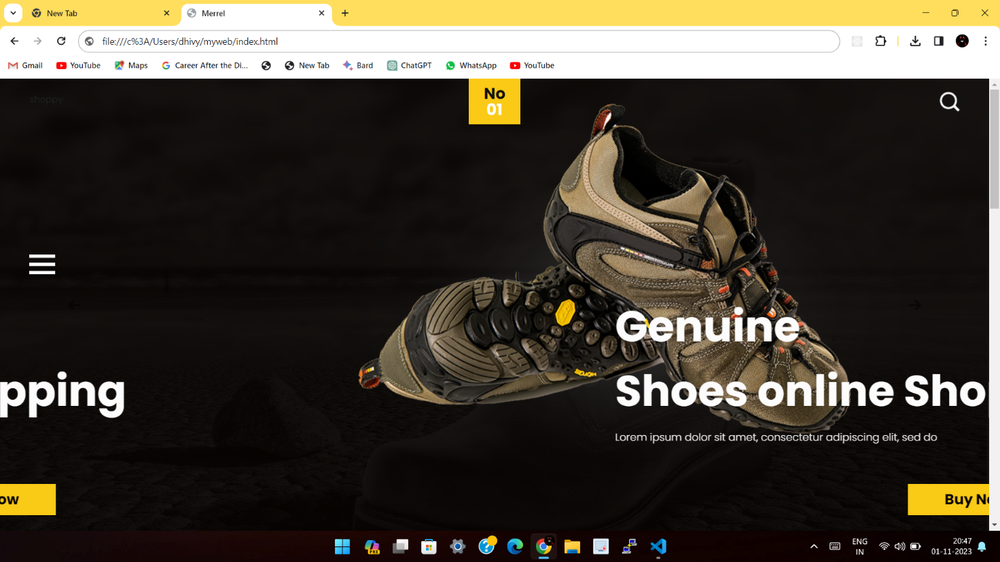 New Tab
Merrel
file:///c%3A/Users/dhivy/myweb/index.html
Gmail YouTube Maps Career After the Di... New Tab Bard ChatGPT WhatsApp YouTube
shoppy
No
01
Genuine
pping Shoes online Sho
Lorem ipsum dolor sit amet, consectetur adipiscing elit, sed do
ow Buy No
PRE
ENG
IN
20:47
01-11-2023